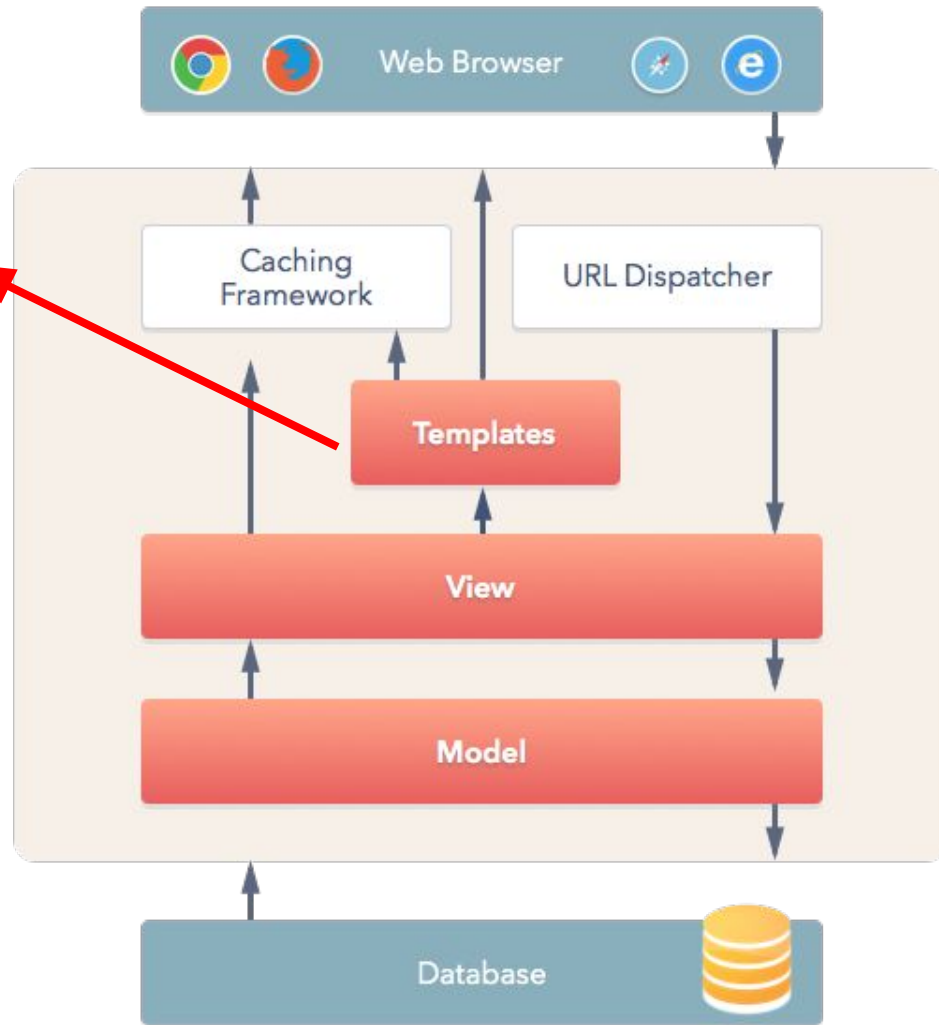 Web Browser
Caching
Framework
URL Dispatcher
Templates
View
Model
Database